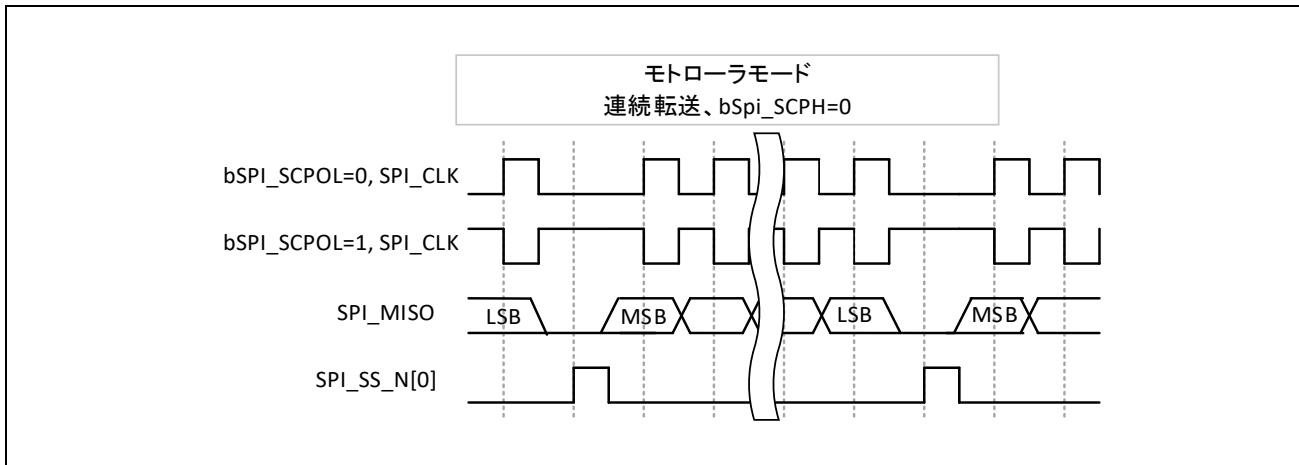 モトローラモード
連続転送、bSpi_SCPH=0
bSPI_SCPOL=0, SPI_CLK
bSPI_SCPOL=1, SPI_CLK
SPI_MISO
LSB
MSB
LSB
MSB
SPI_SS_N[0]